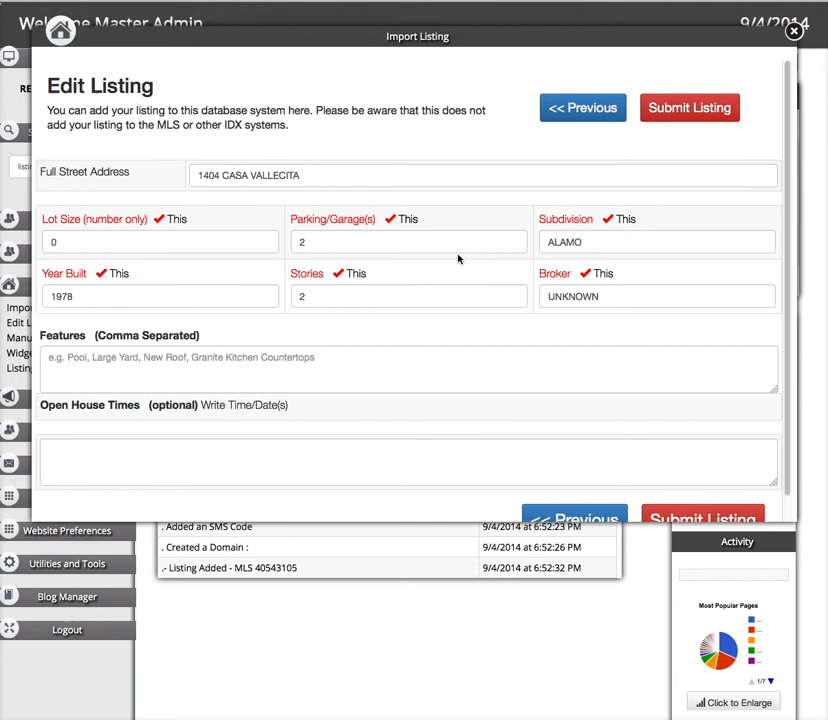 Welcome Master Admin
9/4/2014
Import Listing
Edit Listing
You can add your listing to this database system here. Please be aware that this does not
add your listing to the MLS or other IDX systems.
<< Previous
Submit Listing
Full Street Address
1404 CASA VALLECITA
Lot Size (number only) This
Parking/Garage(s) This
Subdivision This
0
2
ALAMO
Year Built This
Stories This
Broker This
1978
2
UNKNOWN
Features (Comma Separated)
e.g. Pool, Large Yard, New Roof, Granite Kitchen Countertops
Open House Times (optional) Write Time/Date(s)
<< Previous
Submit Listing
. Added an SMS Code
9/4/2014 at 6:52:23 PM
. Created a Domain :
9/4/2014 at 6:52:26 PM
.- Listing Added - MLS 40543105
9/4/2014 at 6:52:32 PM
Website Preferences
Utilities and Tools
Blog Manager
Logout
Activity
Most Popular Pages
...
...
...
...
...
1/7
Click to Enlarge